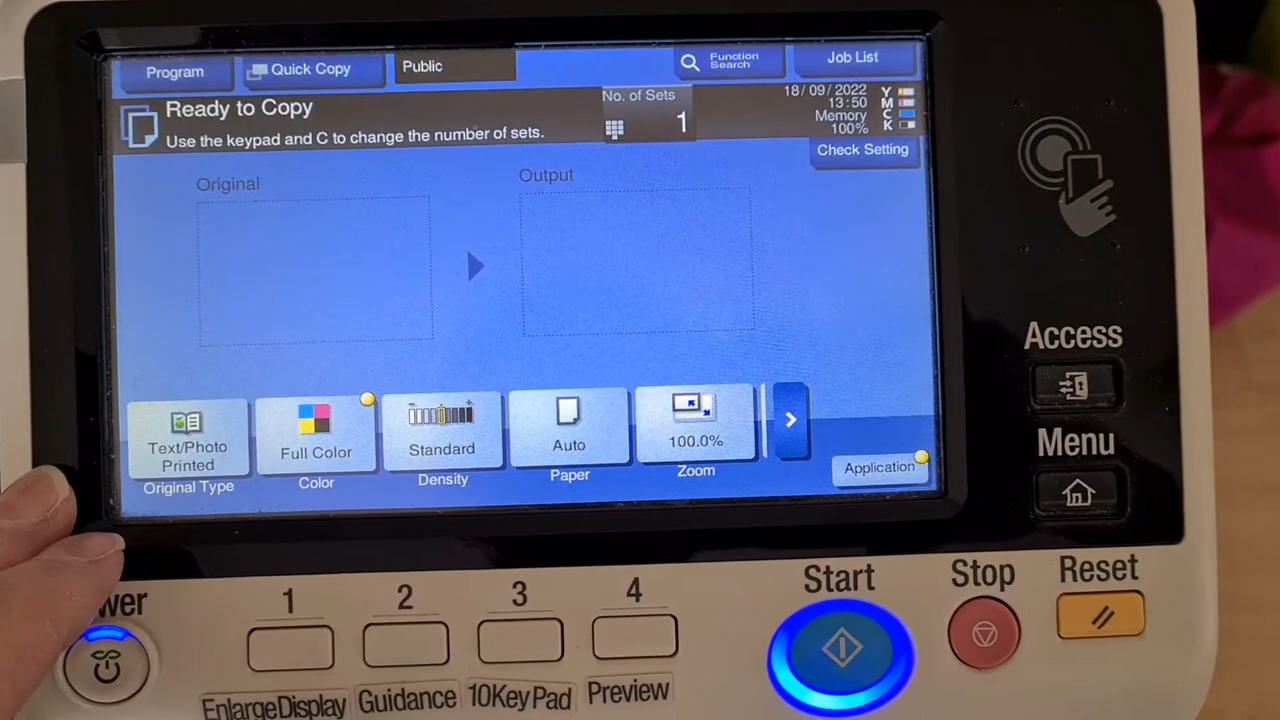 Program
Quick Copy
Public
Function Search
Job List
Ready to Copy
Use the keypad and C to change the number of sets.
No. of Sets
1
18/09/2022
13:50
Memory
100%
Y
M
C
K
Check Setting
Original
Output
Text/Photo
Printed
Full Color
Standard
Auto
100.0%
Original Type
Color
Density
Paper
Zoom
Application
Access
Menu
wer
1
2
3
4
Start
Stop
Reset
EnlargeDisplay
Guidance
10KeyPad
Preview